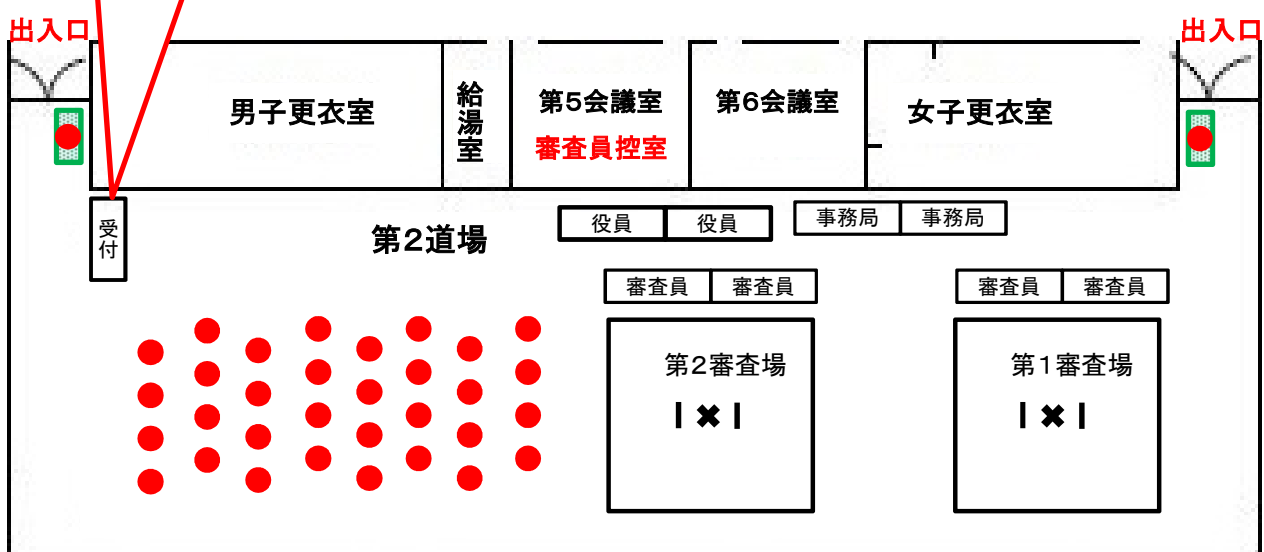 出入口
出入口
男子更衣室
給湯室
第5会議室
審査員控室
第6会議室
女子更衣室
受付
第2道場
役員
役員
事務局
事務局
審査員
審査員
審査員
審査員
第2審査場
第1審査場